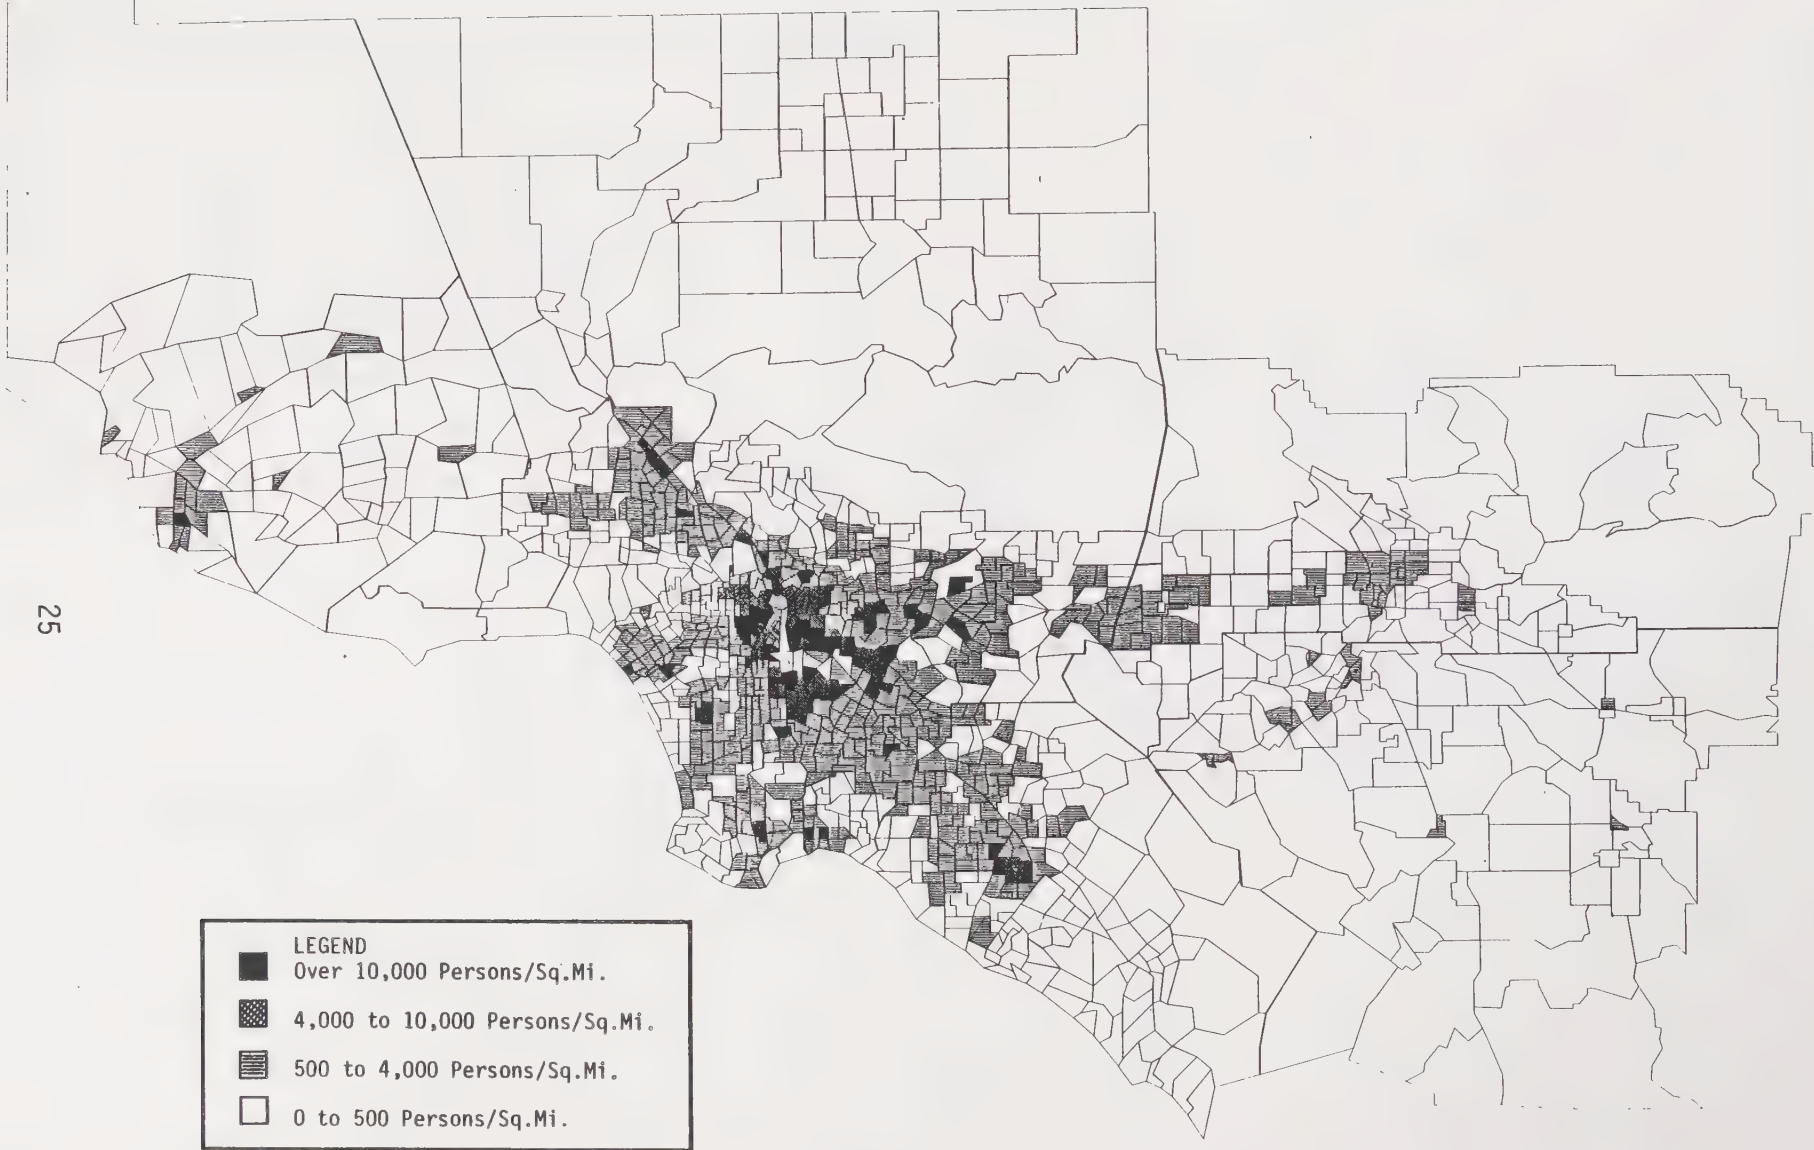 25
LEGEND
Over 10,000 Persons/Sq.Mi.
4,000 to 10,000 Persons/Sq.Mi.
500 to 4,000 Persons/Sq.Mi.
0 to 500 Persons/Sq.Mi.